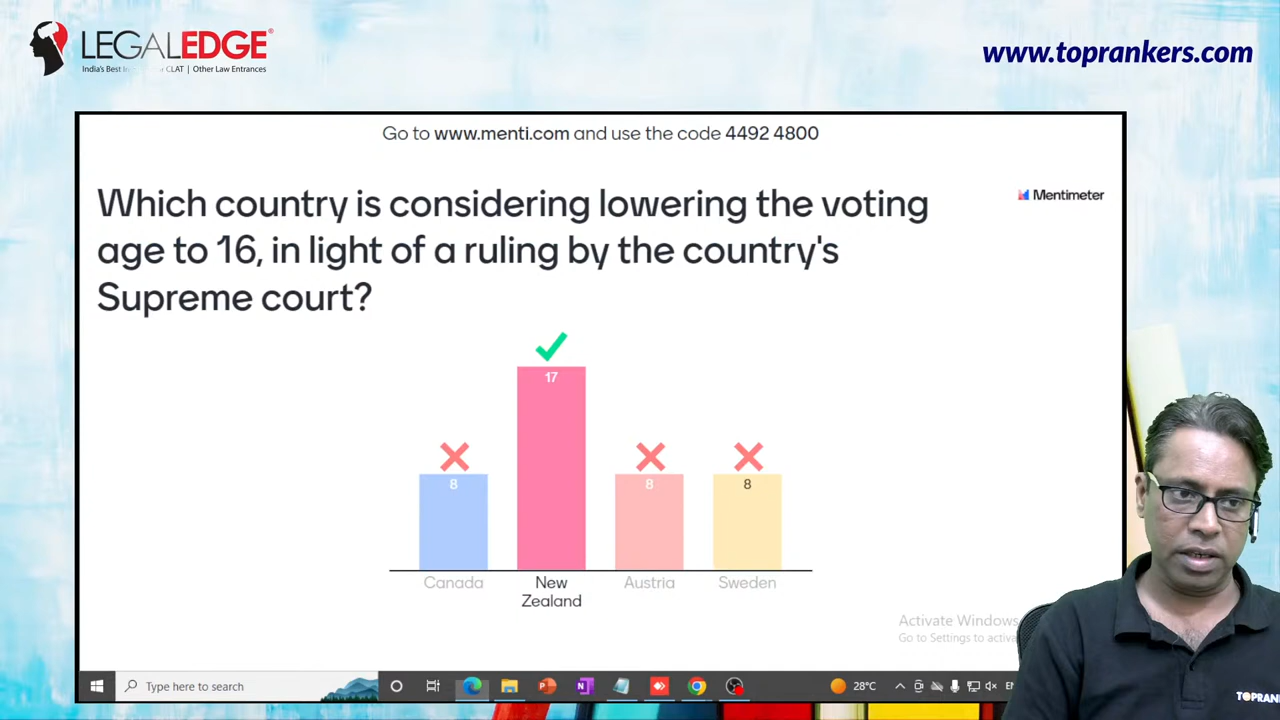 LEGALEDGE®
India's Best In CLAT | Other Law Entrances
www.toprankers.com
Go to www.menti.com and use the code 4492 4800
Mentimeter
Which country is considering lowering the voting
age to 16, in light of a ruling by the country's
Supreme court?
17
8
8
8
Canada
New
Zealand
Austria
Sweden
Activate Windows
Go to Settings to activa
Type here to search
28°C
EN
TOPRANK